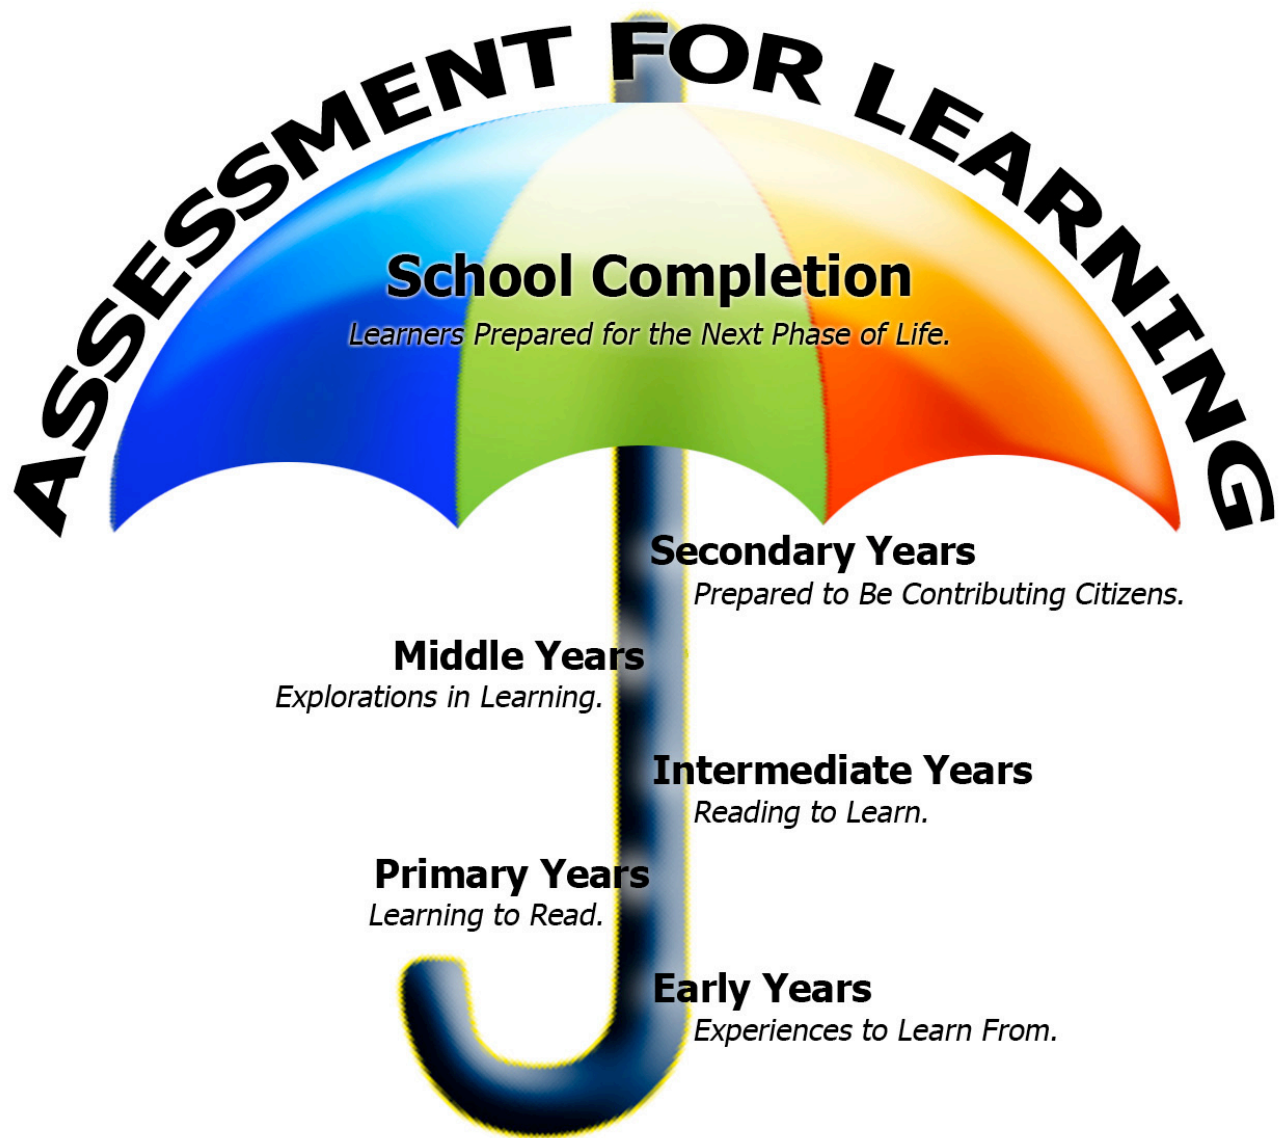 ASSESSMENT FOR LEARNING
School Completion
Learners Prepared for the Next Phase of Life.
Secondary Years
Prepared to Be Contributing Citizens.
Middle Years
Explorations in Learning.
Intermediate Years
Reading to Learn.
Primary Years
Learning to Read.
Early Years
Experiences to Learn From.